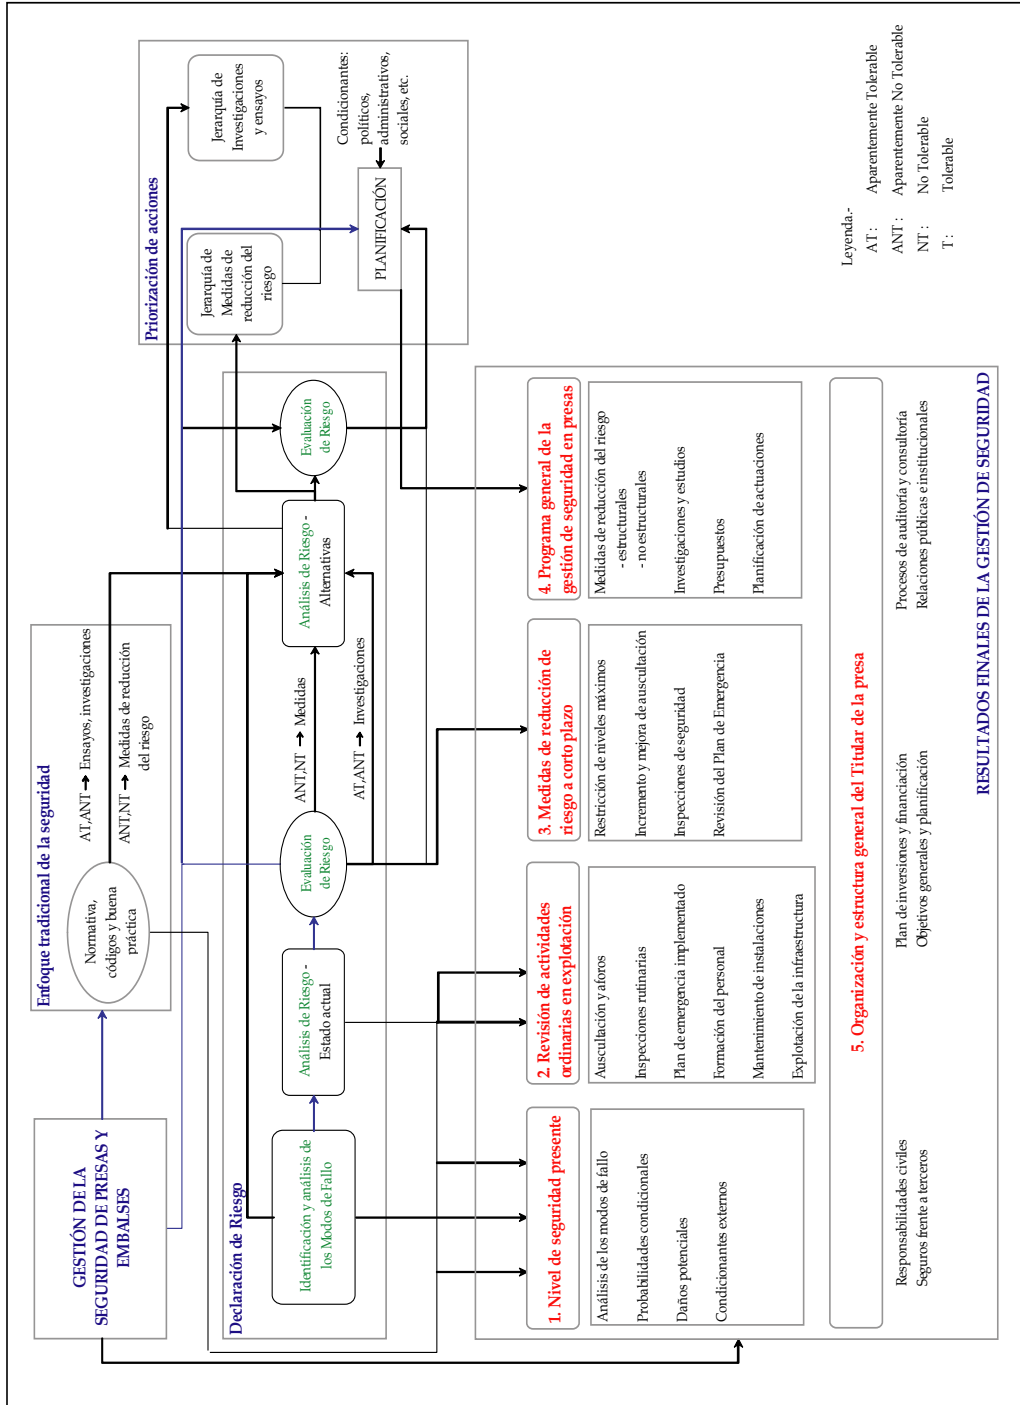 GESTIÓN DE LA
SEGURIDAD DE PRESAS Y
EMBALSES
Enfoque tradicional de la seguridad
Normativa,
códigos y buena
práctica
AT,ANT → Ensayos, investigaciones
ANT,NT → Medidas de reducción
del riesgo
Declaración de Riesgo
Identificación y análisis de
los Modos de Fallo
Análisis de Riesgo -
Estado actual
Evaluación
de Riesgo
ANT,NT → Medidas
AT,ANT → Investigaciones
Análisis de Riesgo -
Alternativas
Evaluación
de Riesgo
Priorización de acciones
Jerarquía de
Medidas de
reducción del
riesgo
Jerarquía de
Investigaciones
y ensayos
Condicionantes:
políticos,
administrativos,
sociales, etc.
PLANIFICACIÓN
1. Nivel de seguridad presente
Análisis de los modos de fallo
Probabilidades condicionales
Daños potenciales
Condicionantes externos
2. Revisión de actividades
ordinarias en explotación
Auscultación y aforos
Inspecciones rutinarias
Plan de emergencia implementado
Formación del personal
Mantenimiento de instalaciones
Explotación de la infraestructura
3. Medidas de reducción de
riesgo a corto plazo
Restricción de niveles máximos
Incremento y mejora de auscultación
Inspecciones de seguridad
Revisión del Plan de Emergencia
4. Programa general de la
gestión de seguridad en presas
Medidas de reducción del riesgo
- estructurales
- no estructurales
Investigaciones y estudios
Presupuestos
Planificación de actuaciones
5. Organización y estructura general del Titular de la presa
Responsabilidades civiles
Seguros frente a terceros
Plan de inversiones y financiación
Objetivos generales y planificación
Procesos de auditoría y consultoría
Relaciones públicas e institucionales
RESULTADOS FINALES DE LA GESTIÓN DE SEGURIDAD
Leyenda.-
AT : Aparentemente Tolerable
ANT : Aparentemente No Tolerable
NT : No Tolerable
T : Tolerable